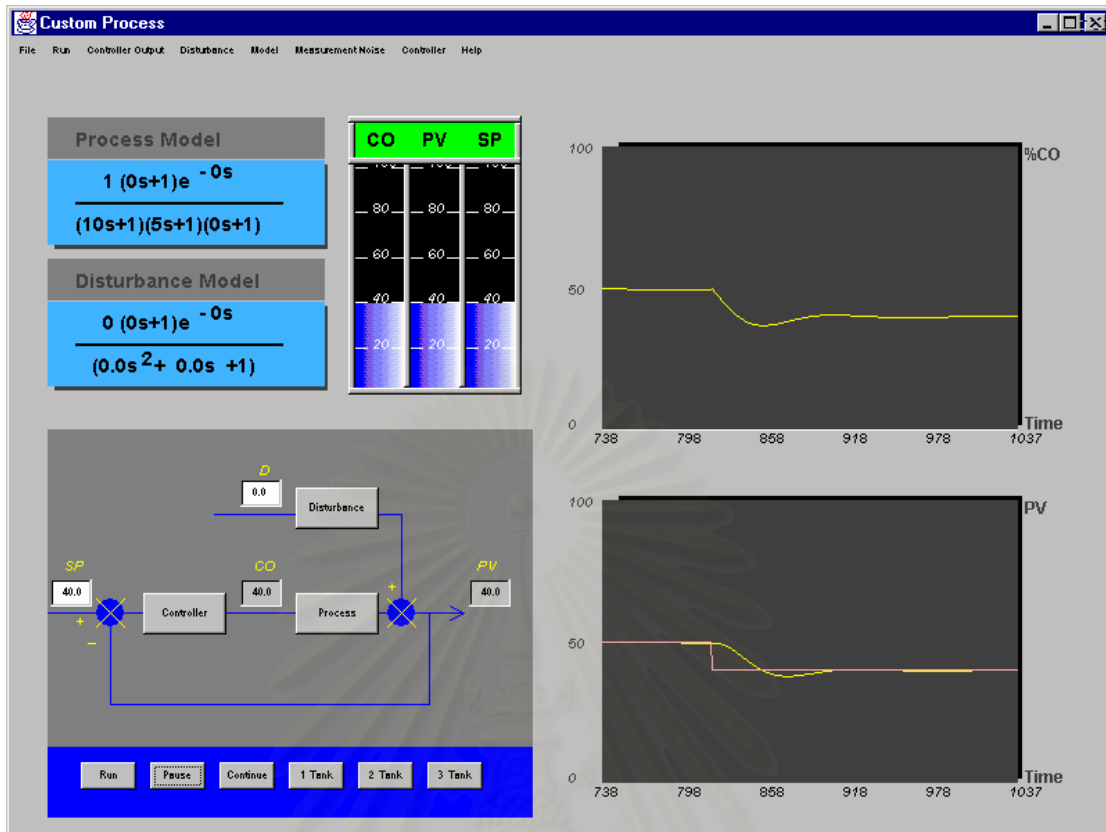 Custom Process
File Run Controller Output Disturbance Model Measurement Noise Controller Help
Process Model
1 (0s+1)e - 0s
(10s+1)(5s+1)(0s+1)
Disturbance Model
0 (0s+1)e - 0s
(0.0s2+ 0.0s +1)
CO PV SP
80 80 80
60 60 60
40 40 40
20 20 20
100
%CO
50
0
Time
738 798 858 918 978 1037
D
0.0
Disturbance
SP
40.0
+
−
Controller
CO
40.0
Process
+
PV
40.0
100
PV
50
0
Time
738 798 858 918 978 1037
Run Pause Continue 1 Tank 2 Tank 3 Tank